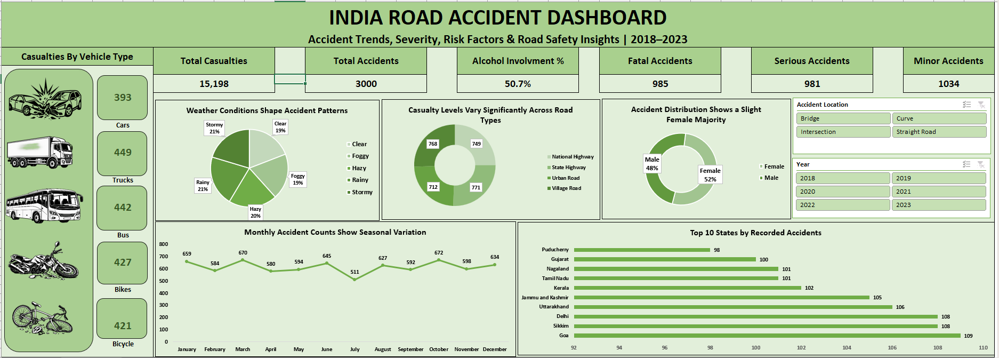 INDIA ROAD ACCIDENT DASHBOARD
Accident Trends, Severity, Risk Factors & Road Safety Insights | 2018–2023
Casualties By Vehicle Type
393
Cars
449
Trucks
442
Bus
427
Bikes
421
Bicycle
Total Casualties
15,198
Total Accidents
3000
Alcohol Involvment %
50.7%
Fatal Accidents
985
Serious Accidents
981
Minor Accidents
1034
Weather Conditions Shape Accident Patterns
Stormy
21%
Clear
19%
Foggy
19%
Rainy
21%
Hazy
20%
Clear
Foggy
Hazy
Rainy
Stormy
Casualty Levels Vary Significantly Across Road
Types
768
749
712
771
National Highway
State Highway
Urban Road
Village Road
Accident Distribution Shows a Slight
Female Majority
Male
48%
Female
52%
Female
Male
Accident Location
Bridge
Curve
Intersection
Straight Road
Year
2018
2019
2020
2021
2022
2023
Monthly Accident Counts Show Seasonal Variation
800
700
600
500
400
300
200
100
0
659
584
670
580
594
645
511
627
592
672
598
634
January February March April May June July August September October November December
Top 10 States by Recorded Accidents
Puducherry 98
Gujarat 100
Nagaland 101
Tamil Nadu 101
Kerala 102
Jammu and Kashmir 105
Uttarakhand 106
Delhi 108
Sikkim 108
Goa 109
92 94 96 98 100 102 104 106 108 110